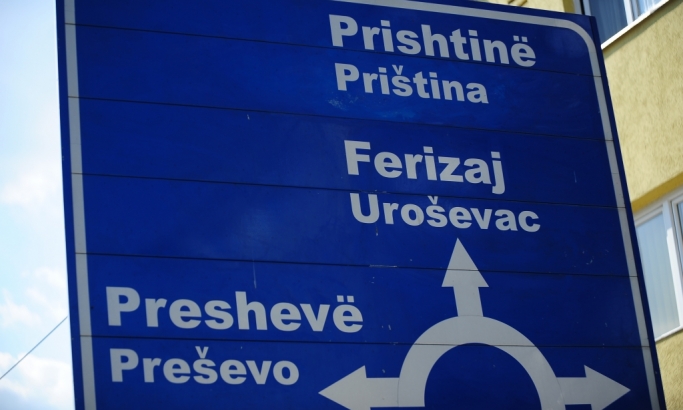 Prishtinë
Priština
Ferizaj
Uroševac
Preshevë
Preševo